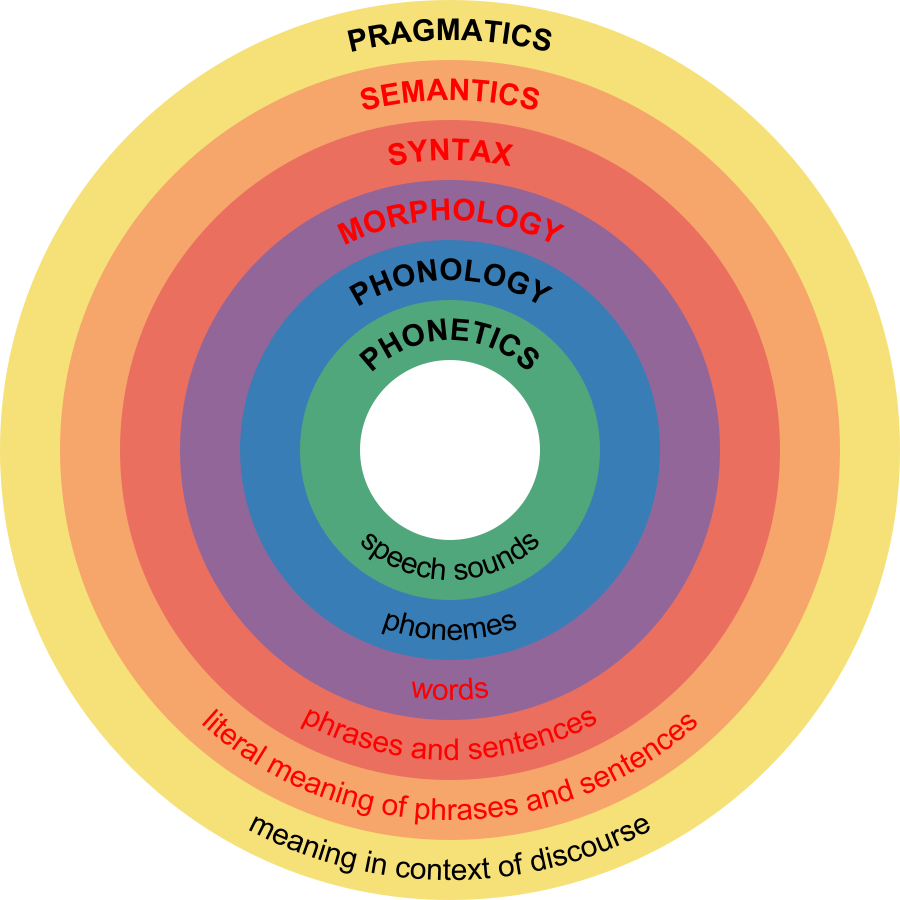 PRAGMATICS
SEMANTICS
SYNTAX
MORPHOLOGY
PHONOLOGY
PHONETICS
speech sounds
phonemes
words
phrases and sentences
literal meaning of phrases and sentences
meaning in context of discourse